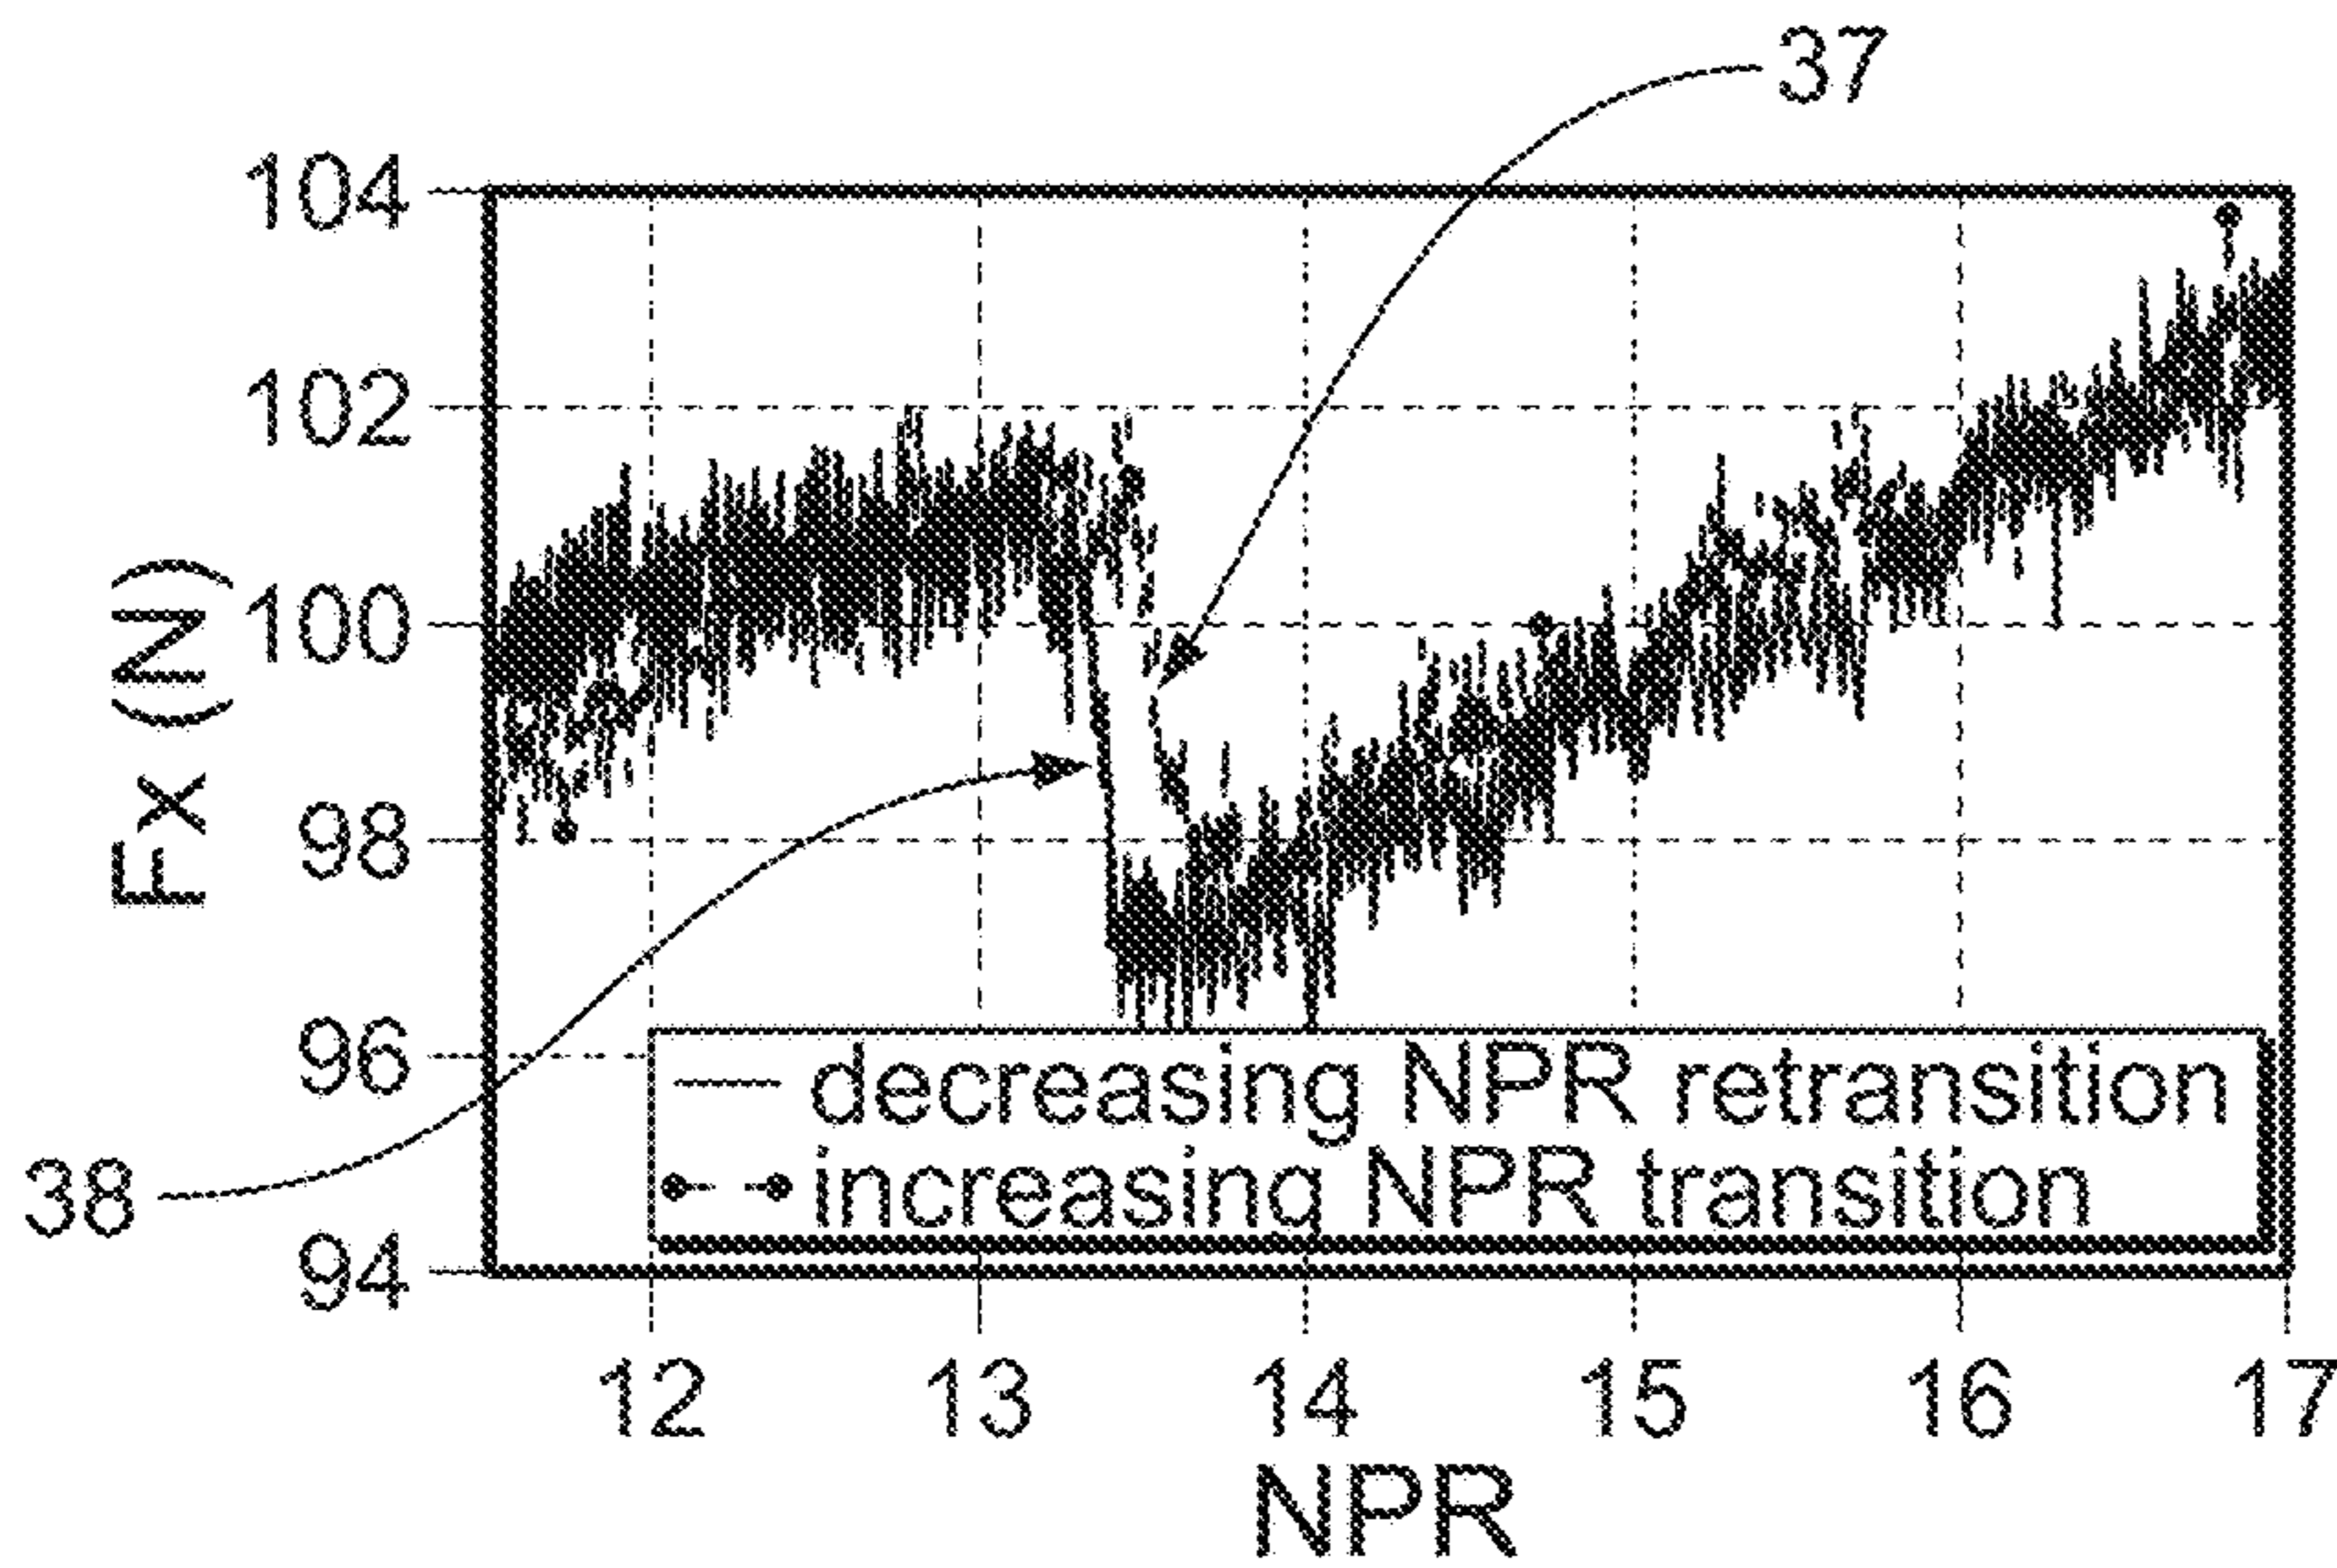 37
104
102
100
98
96
94
Fx (N)
38
decreasing NPR retransition
increasing NPR transition
12 13 14 15 16 17
NPR